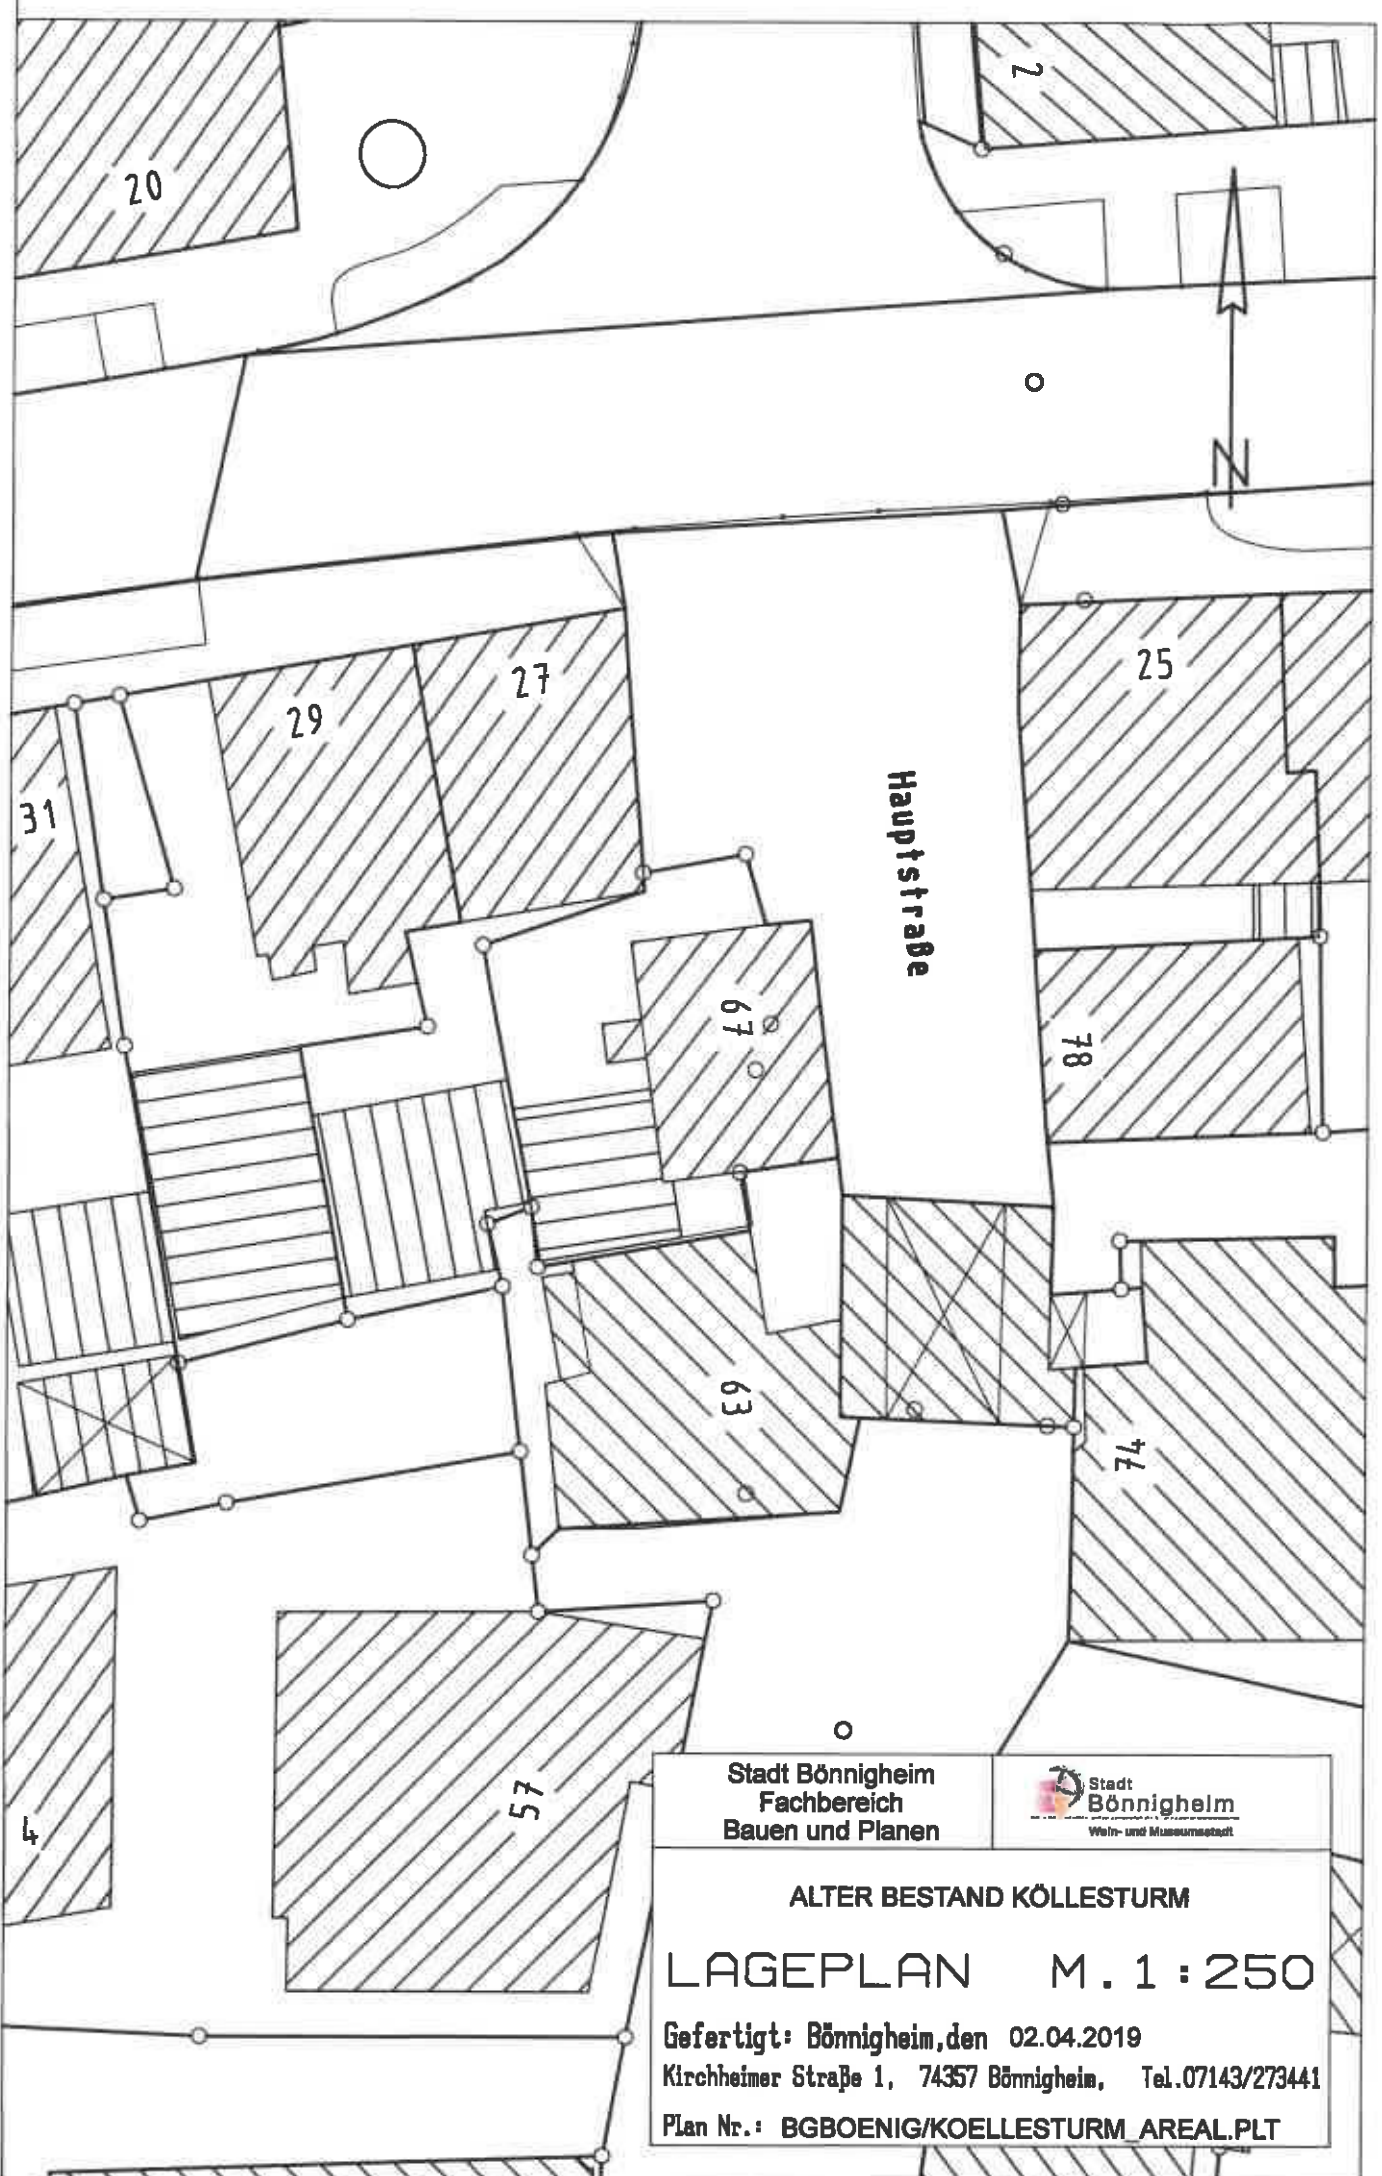 2
20
N
25
27
29
31
Hauptstraße
67
78
63
74
57
4
Stadt Bönnigheim
Fachbereich
Bauen und Planen
Stadt
Bönnigheim
Wein- und Museumsstadt
ALTER BESTAND KÖLLESTURM
LAGEPLAN M. 1 : 250
Gefertigt: Bönnigheim,den 02.04.2019
Kirchheimer Straße 1, 74357 Bönnigheim, Tel.07143/273441
Plan Nr.: BGBOENIG/KOELLESTURM_AREAL.PLT